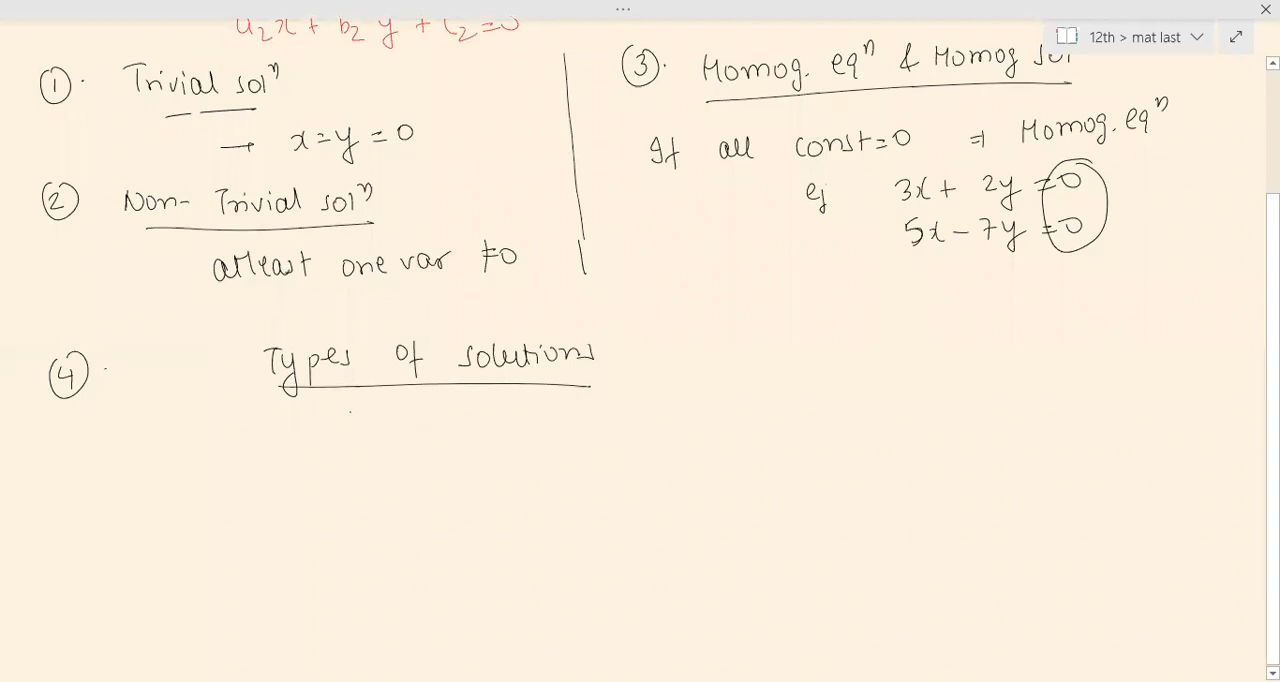 12th > mat last
a₂x + b₂y + c₂=0
① Trivial solⁿ
→ x=y=0
② Non- Trivial solⁿ
atleast one var ≠0
③ Homog. eqⁿ & Homog sol
If all const=0 ⇒ Homog. eqⁿ
eg 3x + 2y =0
5x - 7y =0
④ Types of solutions